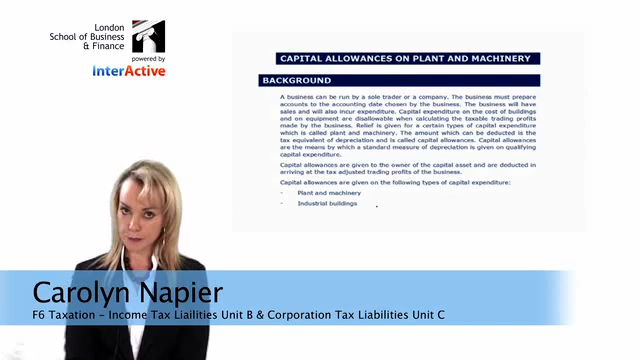 London
School of Business
& Finance
powered by
InterActive
CAPITAL ALLOWANCES ON PLANT AND MACHINERY
BACKGROUND
A business can be run by a sole trader or a company. The business must prepare
accounts to the accounting date chosen by the business. The business will have
sales and will also incur expenditure. Capital expenditure on the cost of buildings
and on equipment are disallowable when calculating the taxable trading profits
made by the business. Relief is given for a certain types of capital expenditure
which is called plant and machinery. The amount which can be deducted is the
tax equivalent of depreciation and is called capital allowances. Capital allowances
are the means by which a standard measure of depreciation is given on qualifying
capital expenditure.
Capital allowances are given to the owner of the capital asset and are deducted in
arriving at the tax adjusted trading profits of the business.
Capital allowances are given on the following types of capital expenditure:
- Plant and machinery
- Industrial buildings
Carolyn Napier
F6 Taxation - Income Tax Liailities Unit B & Corporation Tax Liabilities Unit C